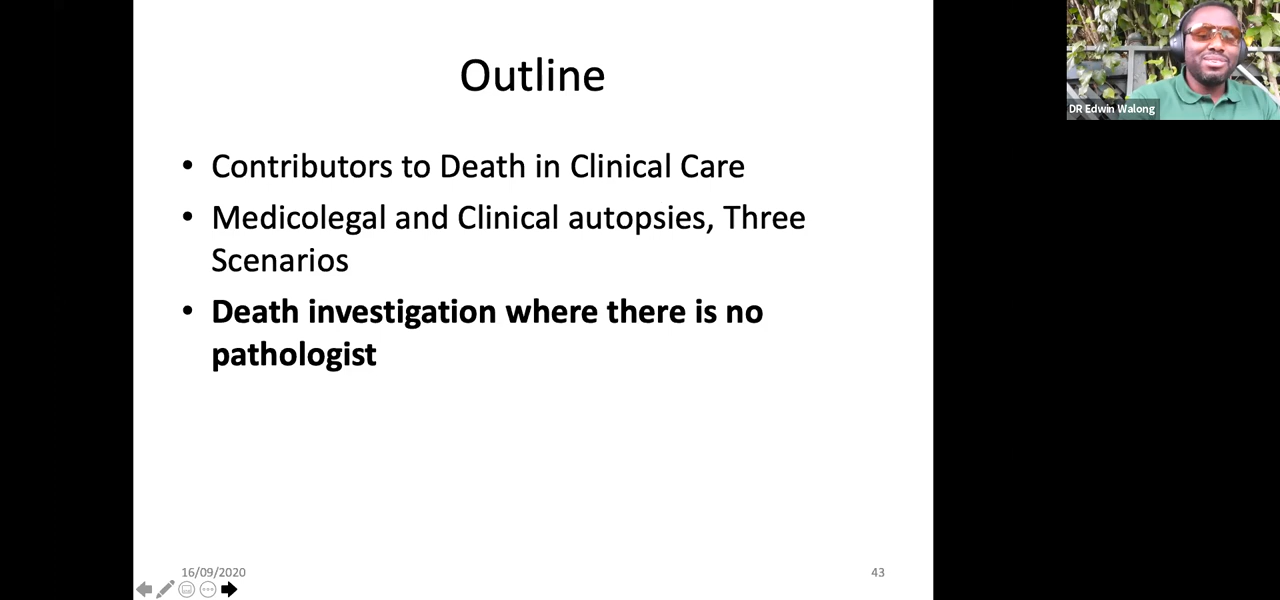 Outline
• Contributors to Death in Clinical Care
• Medicolegal and Clinical autopsies, Three
Scenarios
• Death investigation where there is no
pathologist
16/09/2020
43
DR Edwin Walong